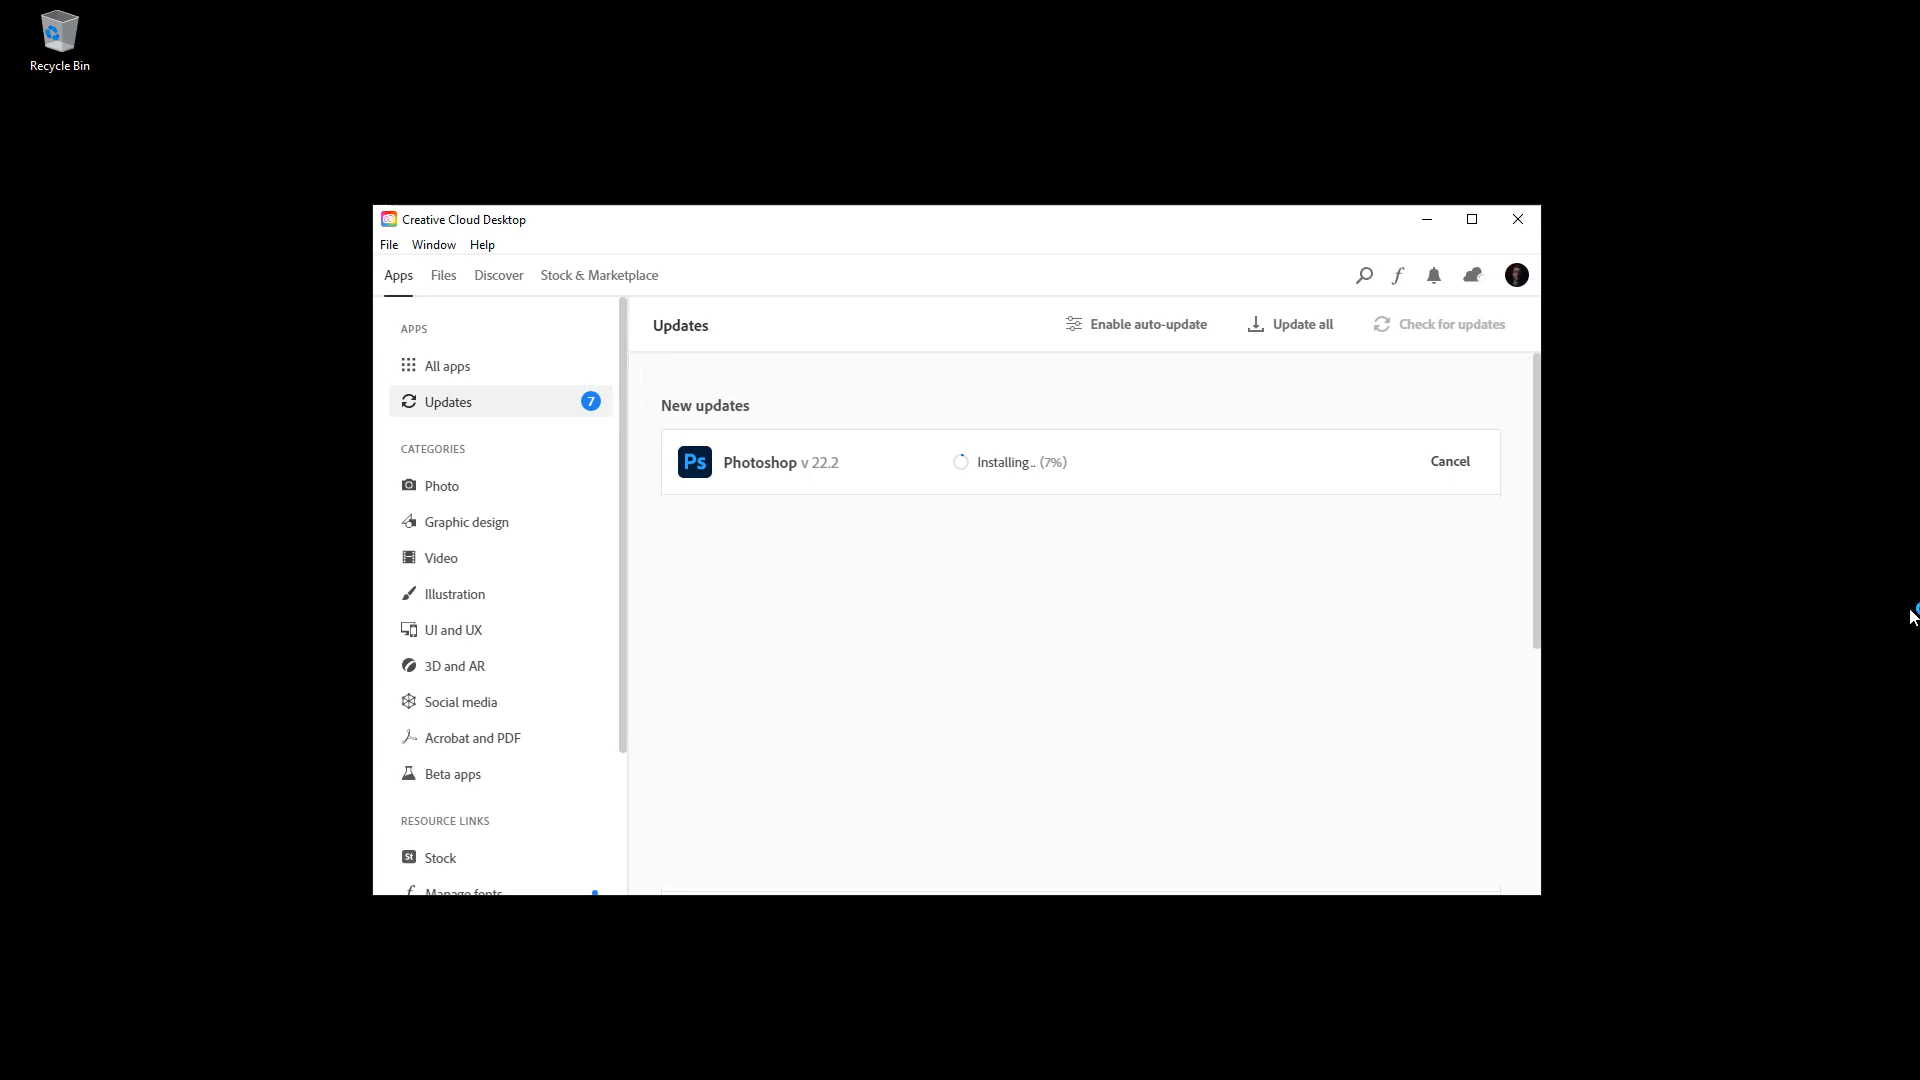 Recycle Bin
Creative Cloud Desktop
File Window Help
Apps Files Discover Stock & Marketplace
APPS
All apps
Updates 7
CATEGORIES
Photo
Graphic design
Video
Illustration
UI and UX
3D and AR
Social media
Acrobat and PDF
Beta apps
RESOURCE LINKS
St Stock
Manage fonts
Updates Enable auto-update Update all Check for updates
New updates
Ps Photoshop v 22.2 Installing.. (7%) Cancel